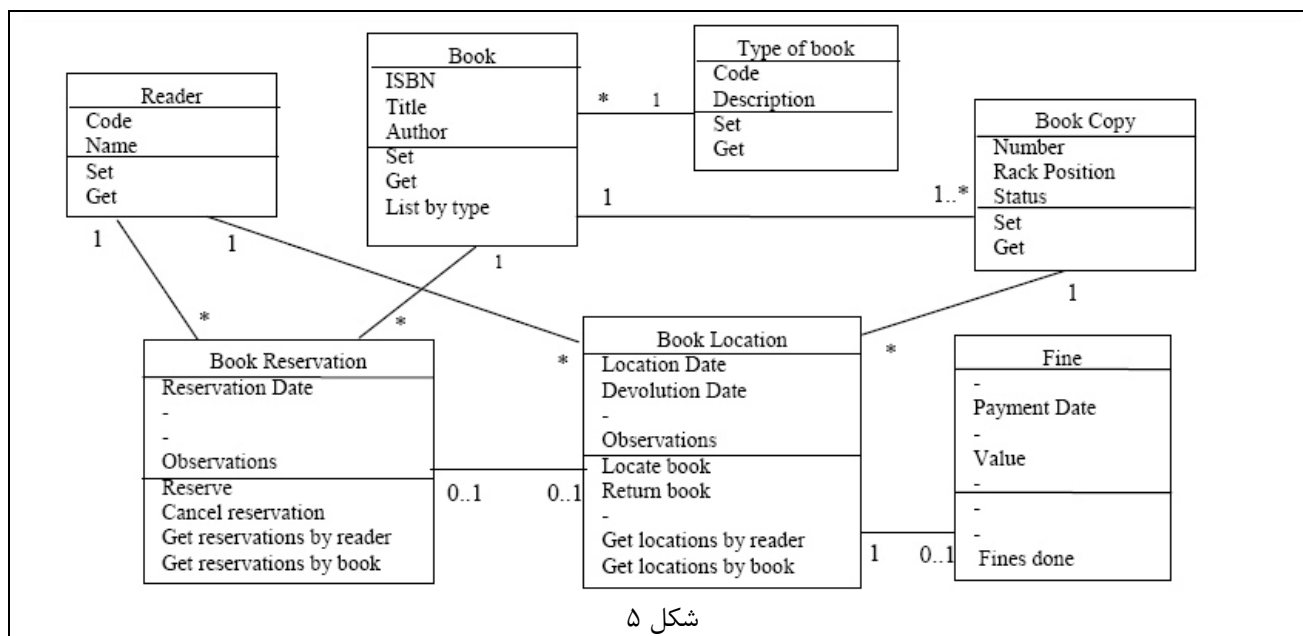 Reader
Code
Name
Set
Get
Book
ISBN
Title
Author
Set
Get
List by type
Type of book
Code
Description
Set
Get
Book Copy
Number
Rack Position
Status
Set
Get
* 1
1 1..*
1 1 1 1
* * * *
Book Reservation
Reservation Date
-
-
Observations
Reserve
Cancel reservation
Get reservations by reader
Get reservations by book
Book Location
Location Date
Devolution Date
-
Observations
Locate book
Return book
-
Get locations by reader
Get locations by book
Fine
-
Payment Date
-
Value
-
-
-
Fines done
0..1 0..1
1 0..1
شکل ۵